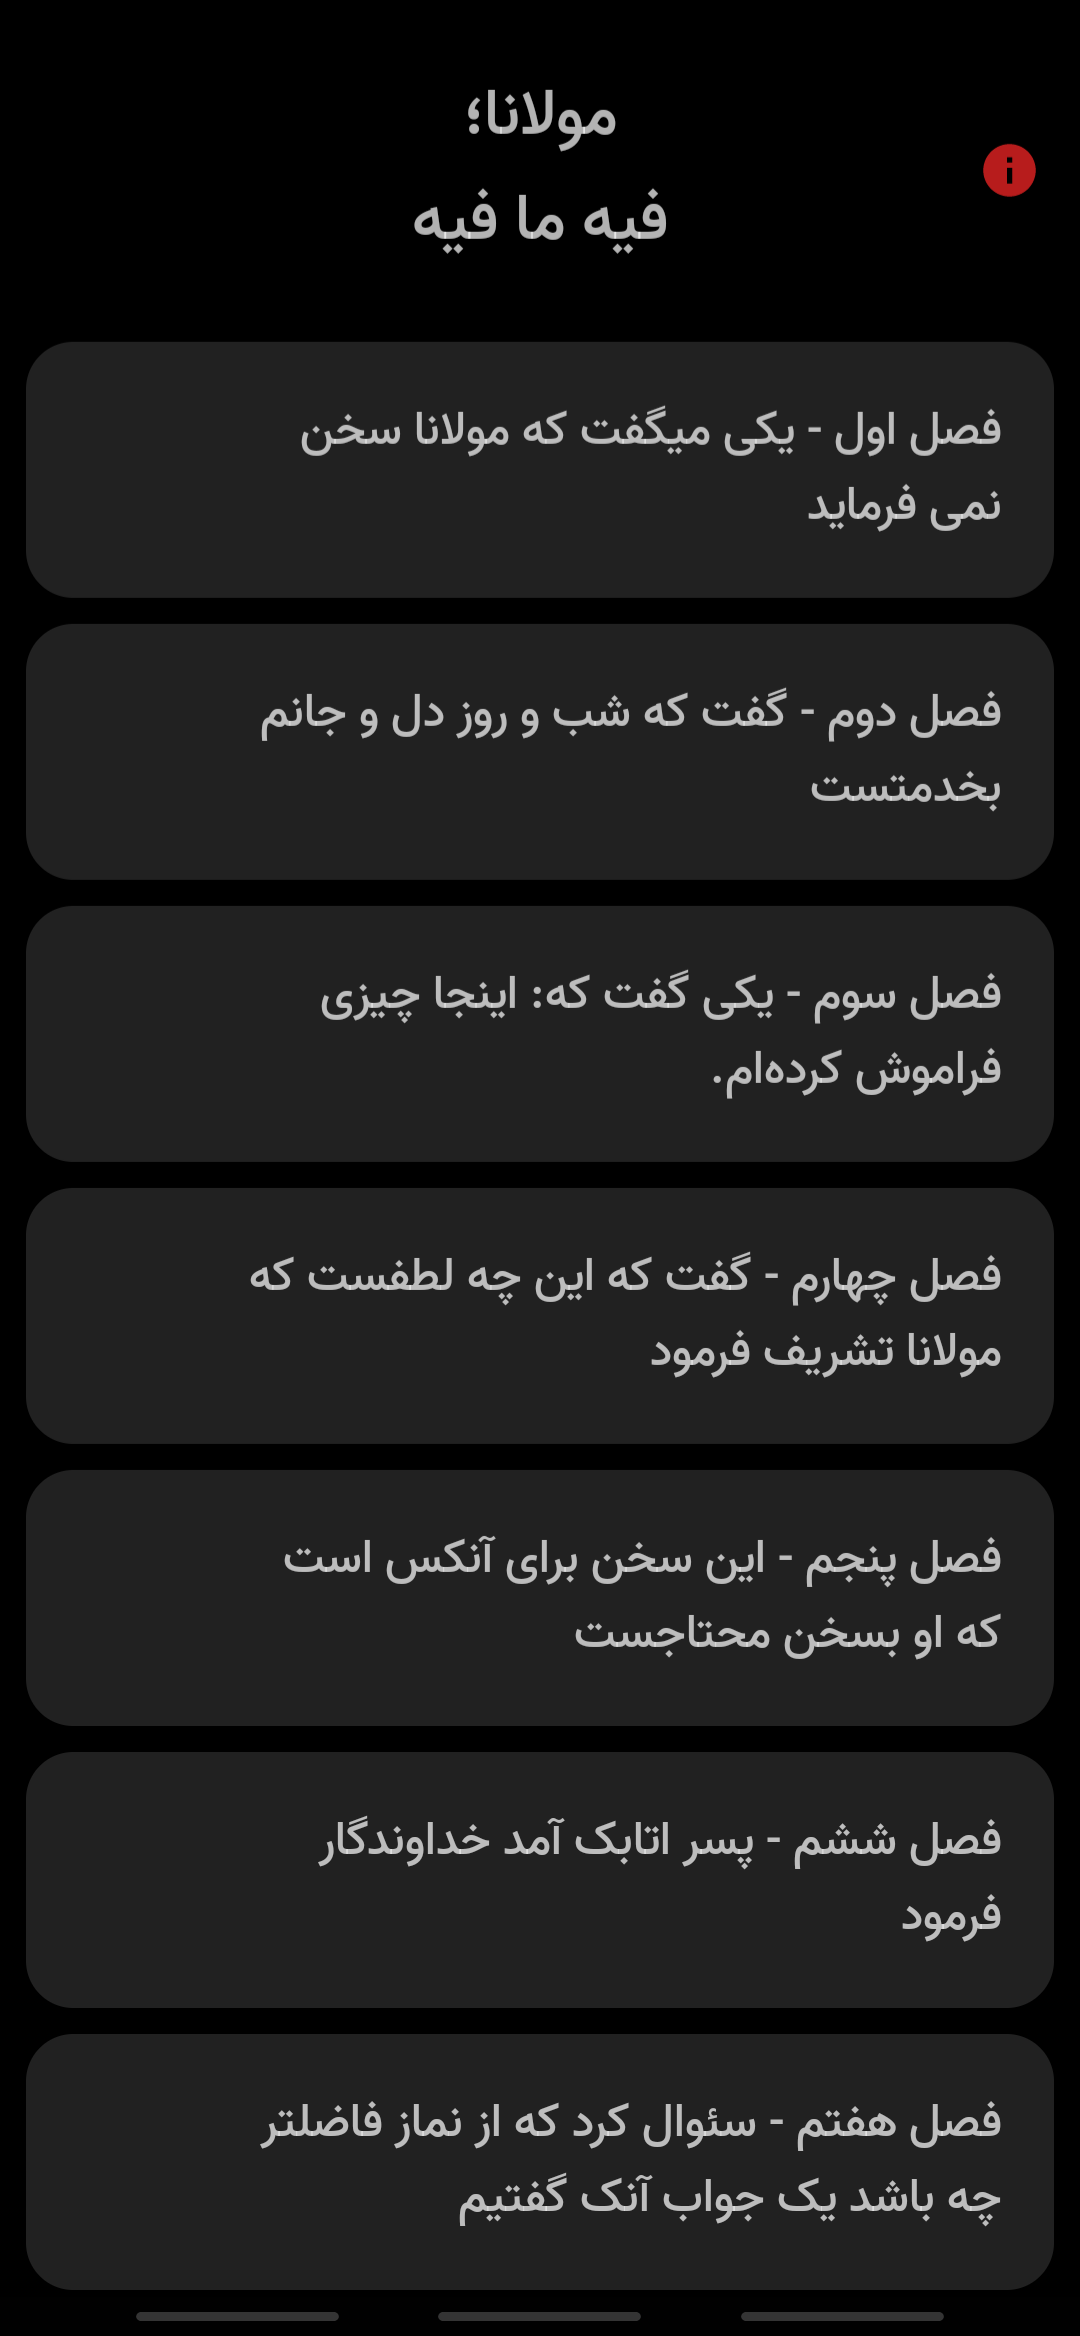 مولانا؛
فیه ما فیه
فصل اول - یکی میگفت که مولانا سخن
نمی فرماید
فصل دوم - گفت که شب و روز دل و جانم
بخدمتست
فصل سوم - یکی گفت که: اینجا چیزی
فراموش کرده‌ام.
فصل چهارم - گفت که این چه لطفست که
مولانا تشریف فرمود
فصل پنجم - این سخن برای آنکس است
که او بسخن محتاجست
فصل ششم - پسر اتابک آمد خداوندگار
فرمود
فصل هفتم - سئوال کرد که از نماز فاضلتر
چه باشد یک جواب آنک گفتیم